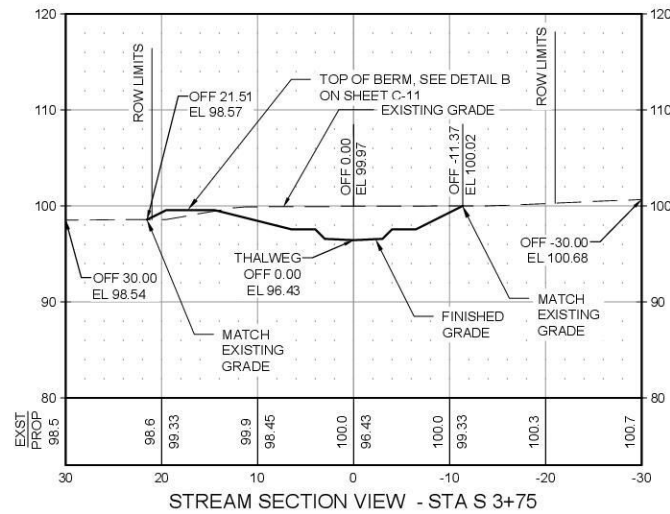 120
110
100
90
80
120
110
100
90
80
ROW LIMITS
OFF 21.51
EL 98.57
TOP OF BERM, SEE DETAIL B
ON SHEET C-11
EXISTING GRADE
OFF 0.00
EL 99.97
OFF -11.37
EL 100.02
ROW LIMITS
OFF 30.00
EL 98.54
THALWEG
OFF 0.00
EL 96.43
OFF -30.00
EL 100.68
MATCH
EXISTING
GRADE
FINISHED
GRADE
MATCH
EXISTING
GRADE
EXST
PROP
98.5
98.6
99.33
99.9
98.45
100.0
96.43
100.0
99.33
100.3
100.7
30 20 10 0 -10 -20 -30
STREAM SECTION VIEW - STA S 3+75